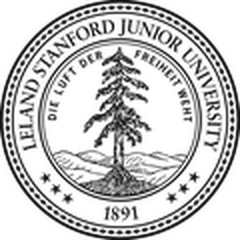 LELAND STANFORD JUNIOR UNIVERSITY
DIE LUFT DER FREIHEIT WEHT
1891